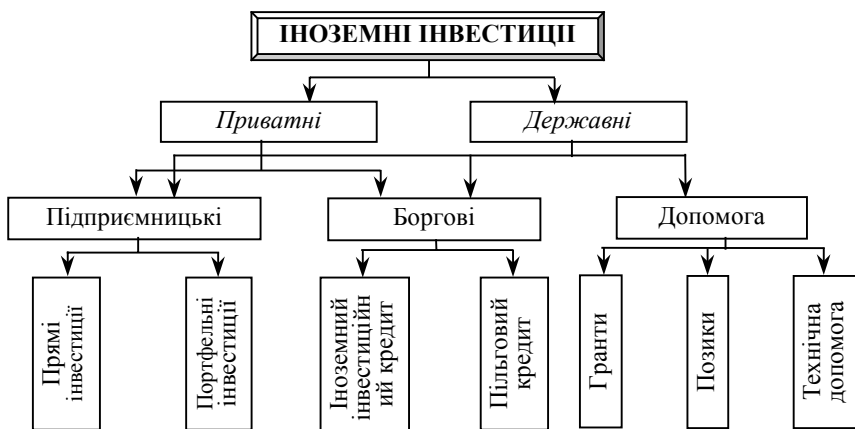 ІНОЗЕМНІ ІНВЕСТИЦІІ
Приватні
Державні
Підприємницькі
Боргові
Допомога
Прямі
інвестиції
Портфельні
інвестиції
Іноземний
інвестиційн
ий кредит
Пільговий
кредит
Гранти
Позики
Технічна
допомога